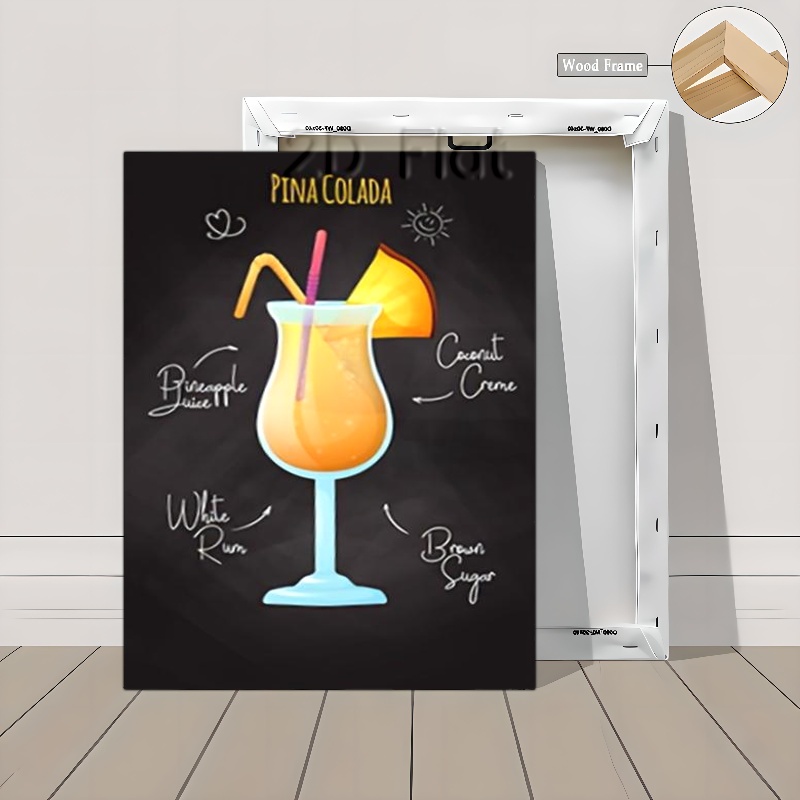 Wood Frame
2D Flat
PINA COLADA
Coconut
Creme
Pineapple
Juice
White
Rum
Brown
Sugar